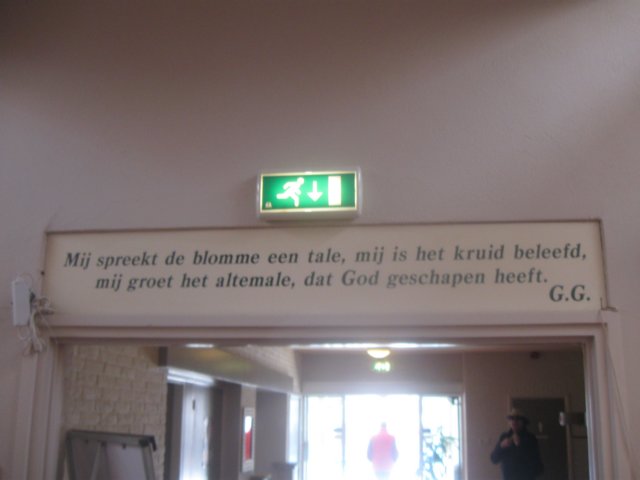 Mij spreekt de blomme een tale, mij is het kruid beleefd,
mij groet het altemale, dat God geschapen heeft.
G.G.